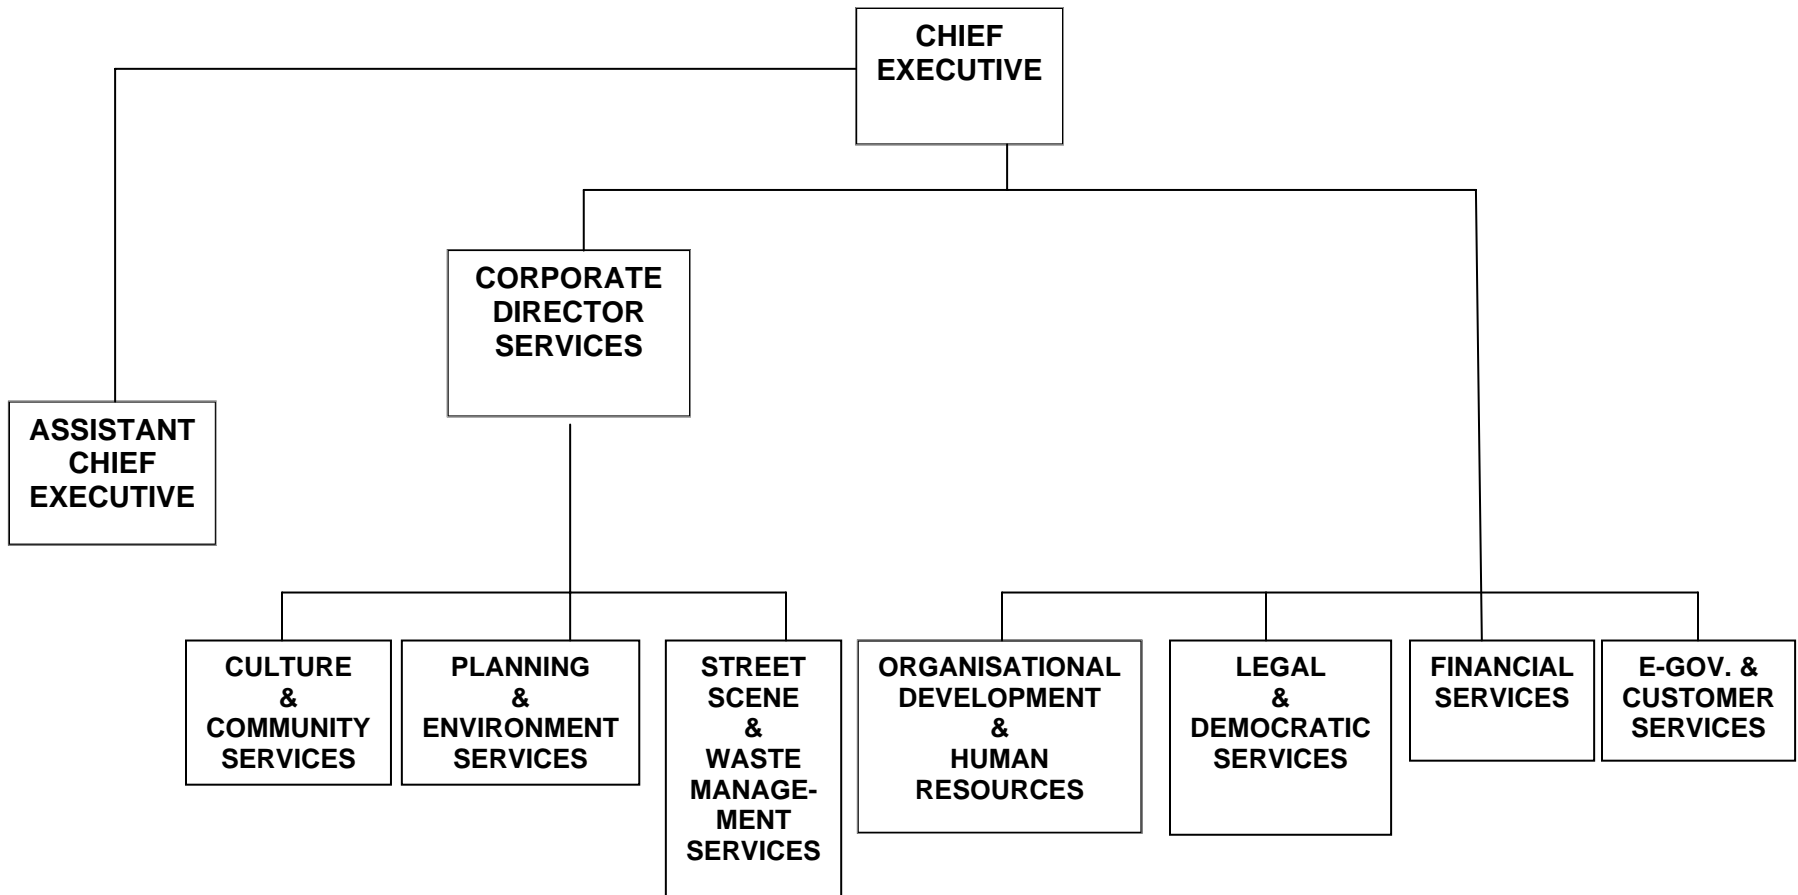 CHIEF
EXECUTIVE
CORPORATE
DIRECTOR
SERVICES
ASSISTANT
CHIEF
EXECUTIVE
CULTURE
&
COMMUNITY
SERVICES
PLANNING
&
ENVIRONMENT
SERVICES
STREET
SCENE
&
WASTE
MANAGE-
MENT
SERVICES
ORGANISATIONAL
DEVELOPMENT
&
HUMAN
RESOURCES
LEGAL
&
DEMOCRATIC
SERVICES
FINANCIAL
SERVICES
E-GOV. &
CUSTOMER
SERVICES